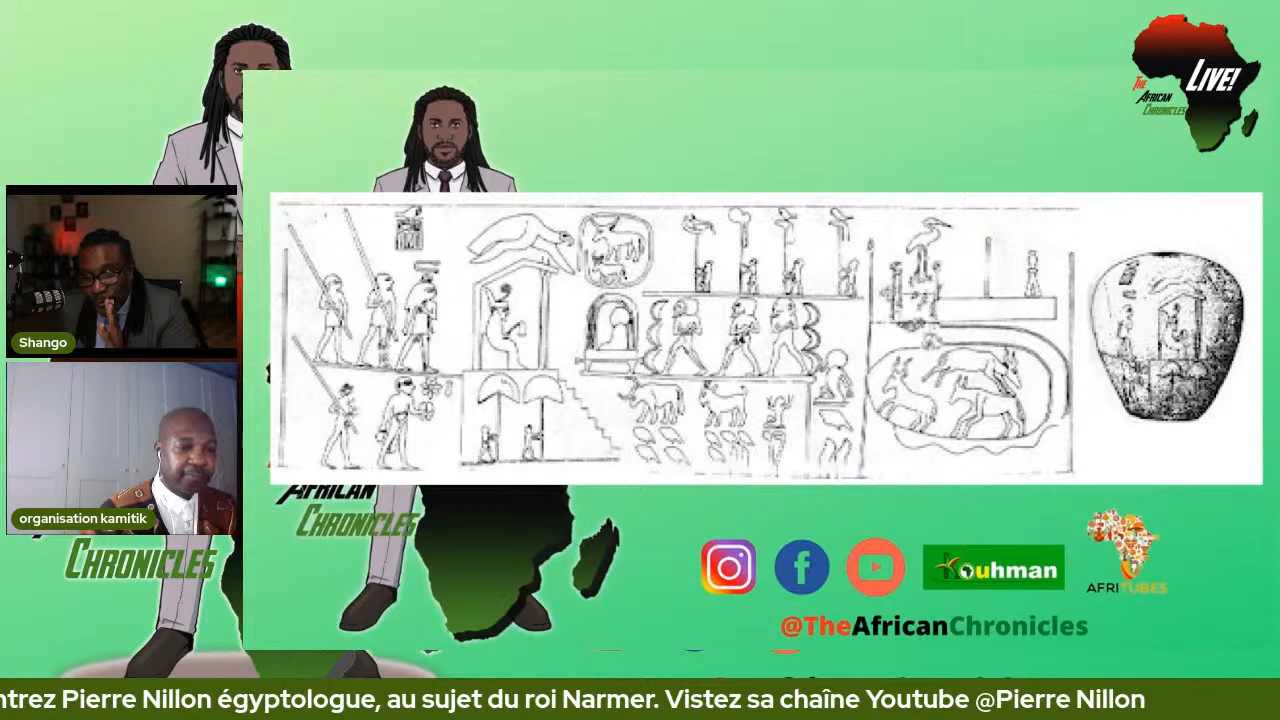 THE
AFRICAN
CHRONICLES
LIVE!
Shango
organisation kamitik
AFRICAN
CHRONICLES
CHRONICLES
Kouhman
AFRITUBES
@TheAfricanChronicles
ntrez Pierre Nillon égyptologue, au sujet du roi Narmer. Vistez sa chaîne Youtube @Pierre Nillon